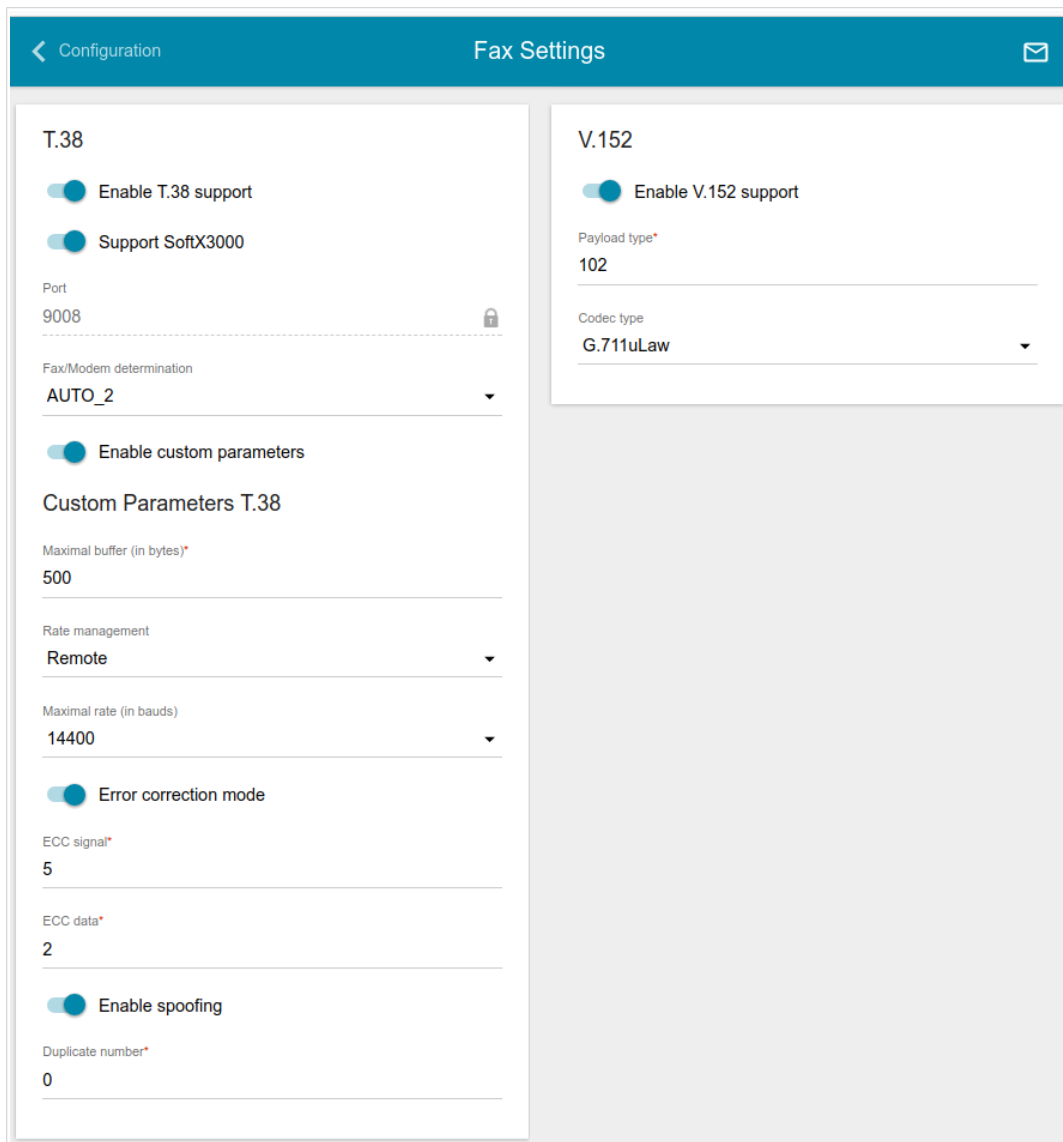 Configuration
Fax Settings
T.38
Enable T.38 support
Support SoftX3000
Port
9008
Fax/Modem determination
AUTO_2
Enable custom parameters
Custom Parameters T.38
Maximal buffer (in bytes)*
500
Rate management
Remote
Maximal rate (in bauds)
14400
Error correction mode
ECC signal*
5
ECC data*
2
Enable spoofing
Duplicate number*
0
V.152
Enable V.152 support
Payload type*
102
Codec type
G.711uLaw